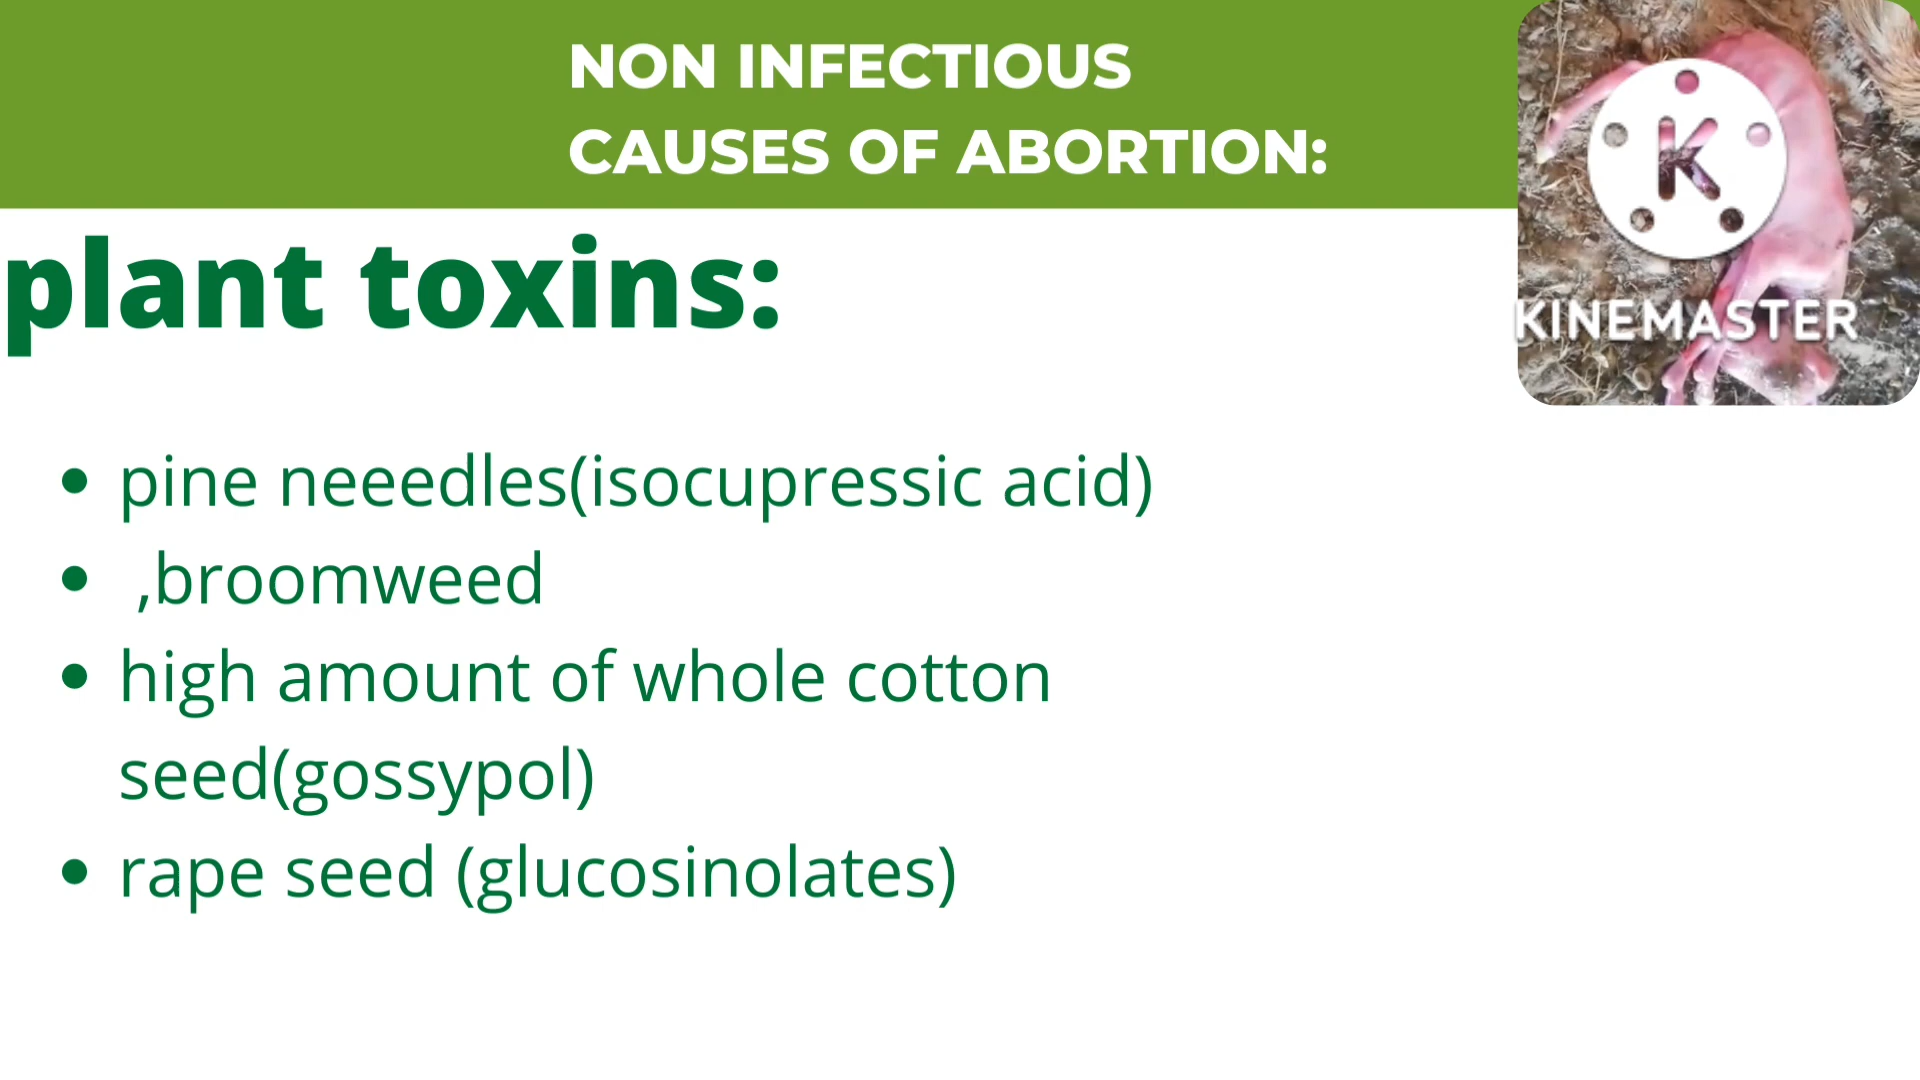 NON INFECTIOUS
CAUSES OF ABORTION:
K
KINEMASTER
plant toxins:
pine neeedles(isocupressic acid)
,broomweed
high amount of whole cotton
seed(gossypol)
rape seed (glucosinolates)